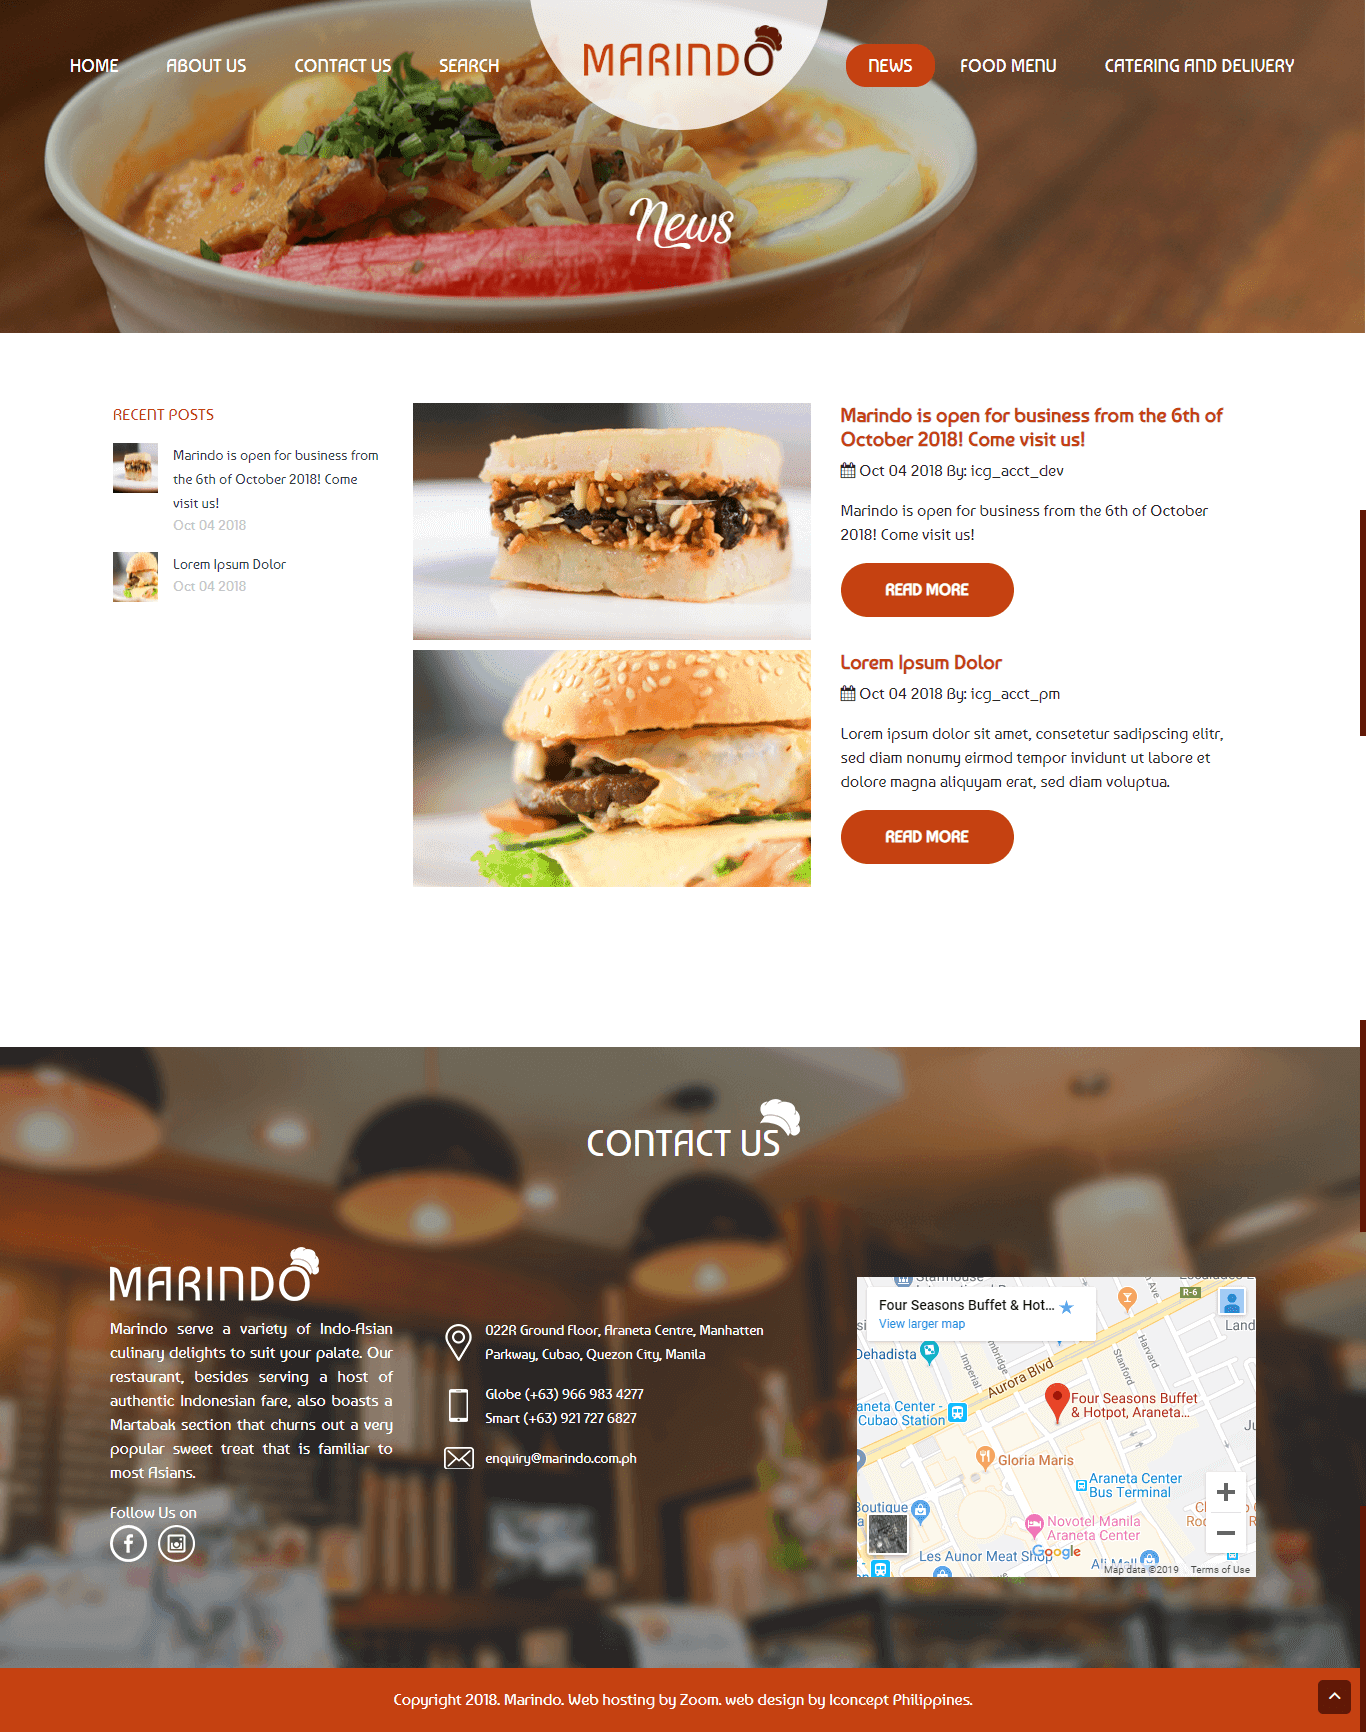 HOME
ABOUT US
CONTACT US
SEARCH
MARINDO
NEWS
FOOD MENU
CATERING AND DELIVERY
News
RECENT POSTS
Marindo is open for business from
the 6th of October 2018! Come
visit us!
Oct 04 2018
Lorem Ipsum Dolor
Oct 04 2018
Marindo is open for business from the 6th of
October 2018! Come visit us!
Oct 04 2018 By: icg_acct_dev
Marindo is open for business from the 6th of October
2018! Come visit us!
READ MORE
Lorem Ipsum Dolor
Oct 04 2018 By: icg_acct_pm
Lorem ipsum dolor sit amet, consetetur sadipscing elitr,
sed diam nonumy eirmod tempor invidunt ut labore et
dolore magna aliquyam erat, sed diam voluptua.
READ MORE
CONTACT US
MARINDO
Marindo serve a variety of Indo-Asian
culinary delights to suit your palate. Our
restaurant, besides serving a host of
authentic Indonesian fare, also boasts a
Martabak section that churns out a very
popular sweet treat that is familiar to
most Asians.
Follow Us on
022R Ground Floor, Araneta Centre, Manhatten
Parkway, Cubao, Quezon City, Manila
Globe (+63) 966 983 4277
Smart (+63) 921 727 6827
enquiry@marindo.com.ph
Four Seasons Buffet & Hot...
View larger map
R-6
Land
Dehadista
Imperial
Stanford
Harvard
Aurora Blvd
Four Seasons Buffet
& Hotpot, Araneta...
aneta Center -
Cubao Station
Gloria Maris
Araneta Center
Bus Terminal
Boutique
Novotel Manila
Araneta Center
Google
Les Aunor Meat Shop
Map data ©2019
Terms of Use
Copyright 2018. Marindo. Web hosting by Zoom. web design by Iconcept Philippines.